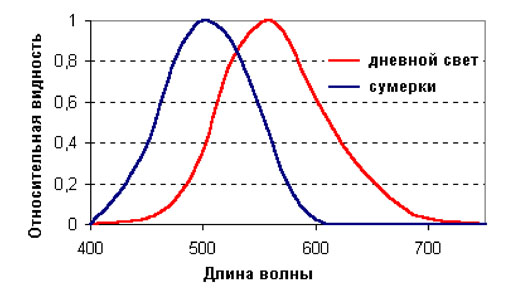 Относительная видность
1
0,8
0,6
0,4
0,2
0
дневной свет
сумерки
400 500 600 700
Длина волны